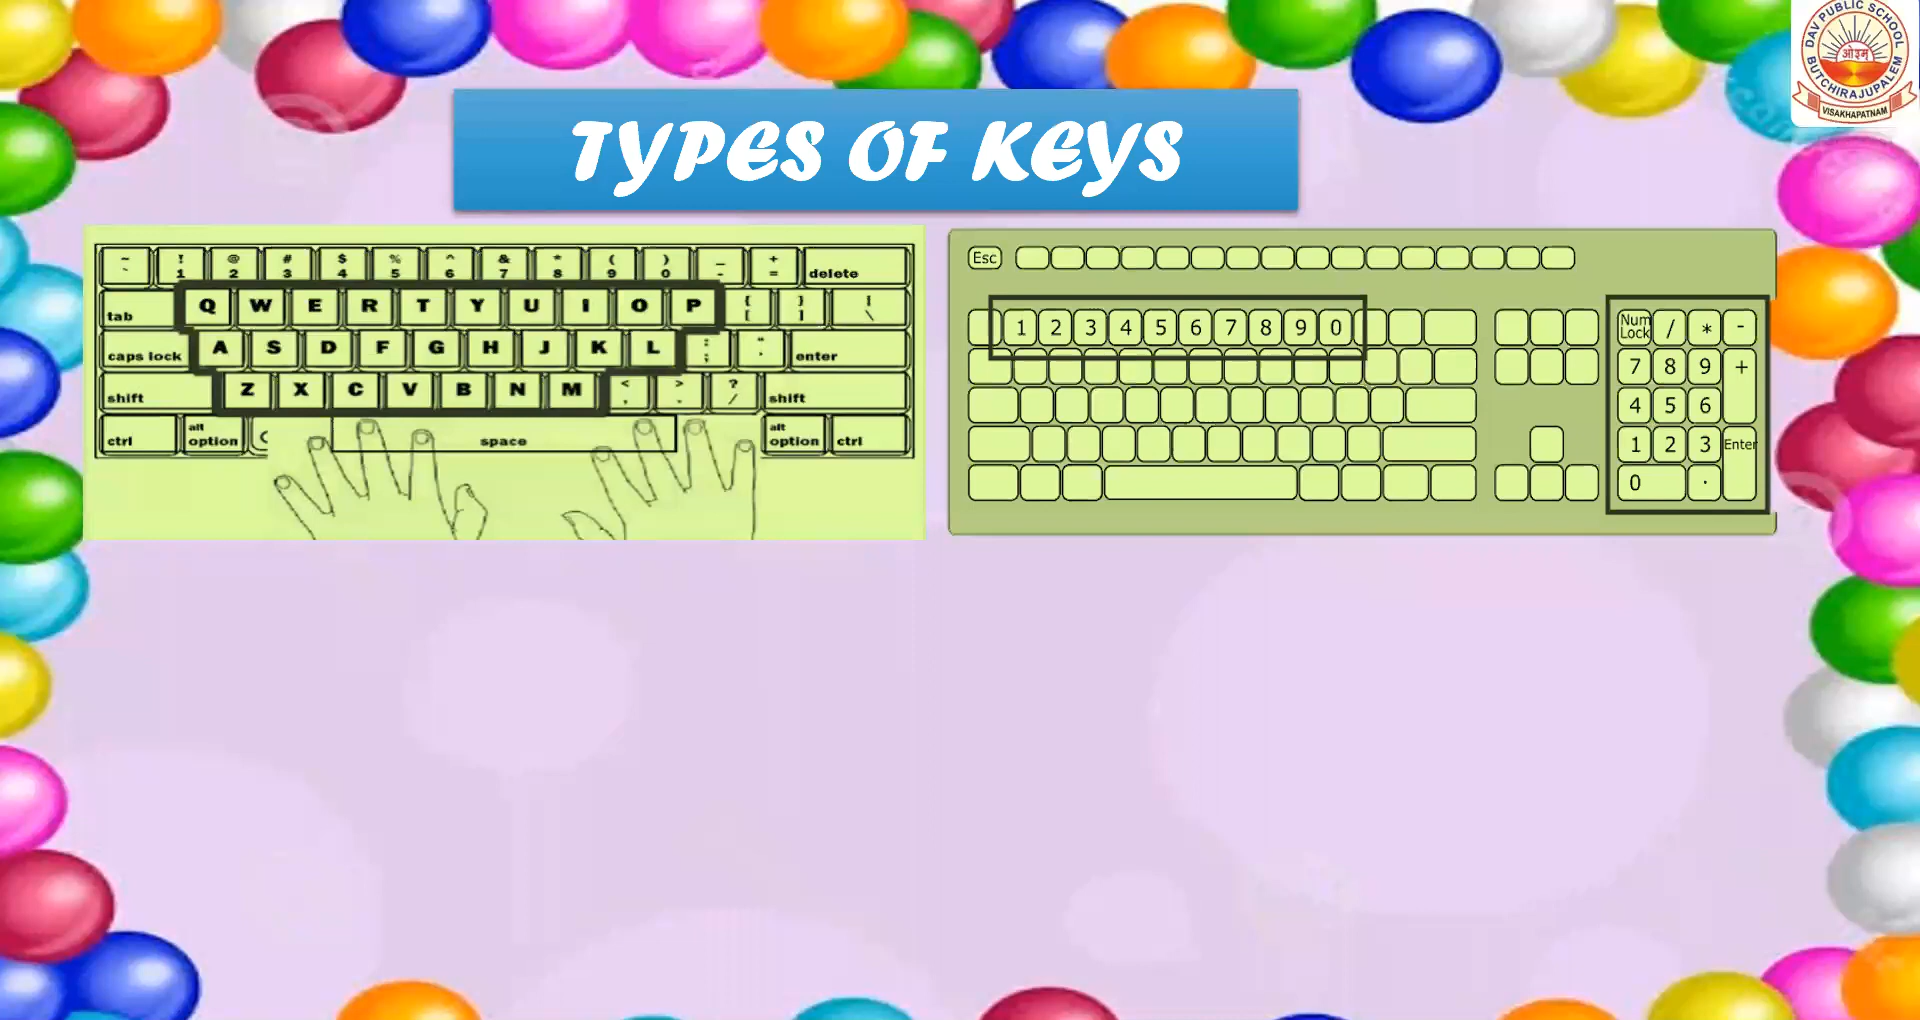 DAV PUBLIC SCHOOL
ओ३म्
BUTCHIRAJUPALEM
VISAKHAPATNAM
TYPES OF KEYS
~ ! @ # $ % ^ & * ( ) _ +
` 1 2 3 4 5 6 7 8 9 0 - = delete
tab Q W E R T Y U I O P { [ } ] | \
caps lock A S D F G H J K L : ; " ' enter
shift Z X C V B N M < , > . ? / shift
ctrl alt option space alt option ctrl
Esc
1 2 3 4 5 6 7 8 9 0
Num Lock / * -
7 8 9 +
4 5 6
1 2 3 Enter
0 .